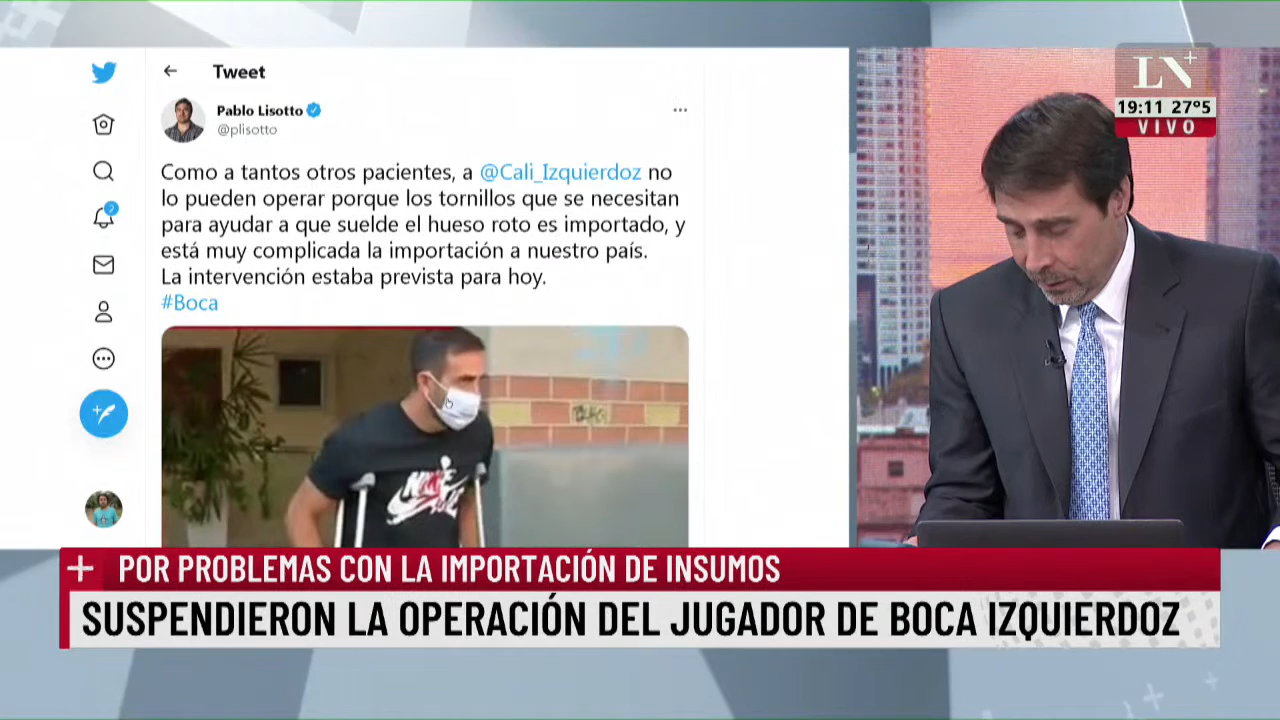 Tweet
Pablo Lisotto
@plisotto
Como a tantos otros pacientes, a @Cali_Izquierdoz no
lo pueden operar porque los tornillos que se necesitan
para ayudar a que suelde el hueso roto es importado, y
está muy complicada la importación a nuestro país.
La intervención estaba prevista para hoy.
#Boca
2
NIKE
LN+
19:11 27°5
VIVO
POR PROBLEMAS CON LA IMPORTACIÓN DE INSUMOS
SUSPENDIERON LA OPERACIÓN DEL JUGADOR DE BOCA IZQUIERDOZ